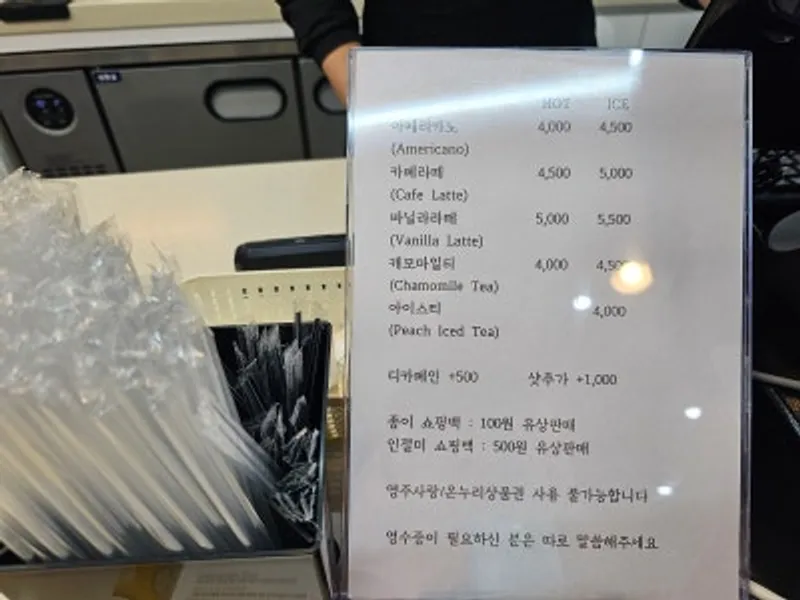 HOT ICE
아메리카노 4,000 4,500
(Americano)
카페라떼 4,500 5,000
(Cafe Latte)
바닐라라떼 5,000 5,500
(Vanilla Latte)
캐모마일티 4,000 4,500
(Chamomile Tea)
아이스티 4,000
(Peach Iced Tea)
디카페인 +500 샷추가 +1,000
종이 쇼핑백 : 100원 유상판매
인절미 쇼핑백 : 500원 유상판매
영주사랑/온누리상품권 사용 불가능합니다
영수증이 필요하신 분은 따로 말씀해주세요